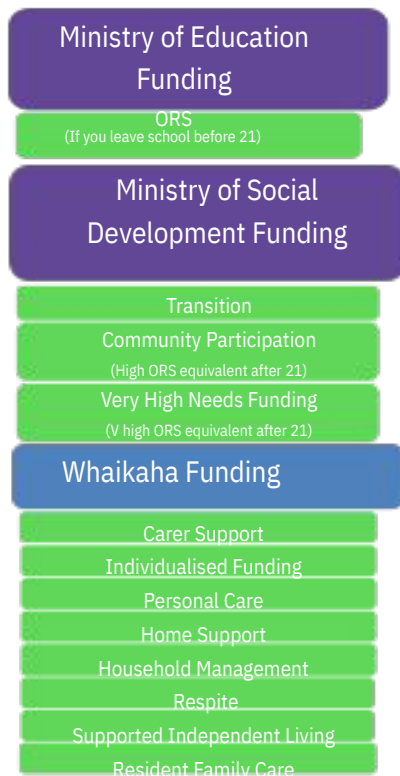 Ministry of Education
Funding
ORS
(If you leave school before 21)
Ministry of Social
Development Funding
Transition
Community Participation
(High ORS equivalent after 21)
Very High Needs Funding
(V high ORS equivalent after 21)
Whaikaha Funding
Carer Support
Individualised Funding
Personal Care
Home Support
Household Management
Respite
Supported Independent Living
Resident Family Care